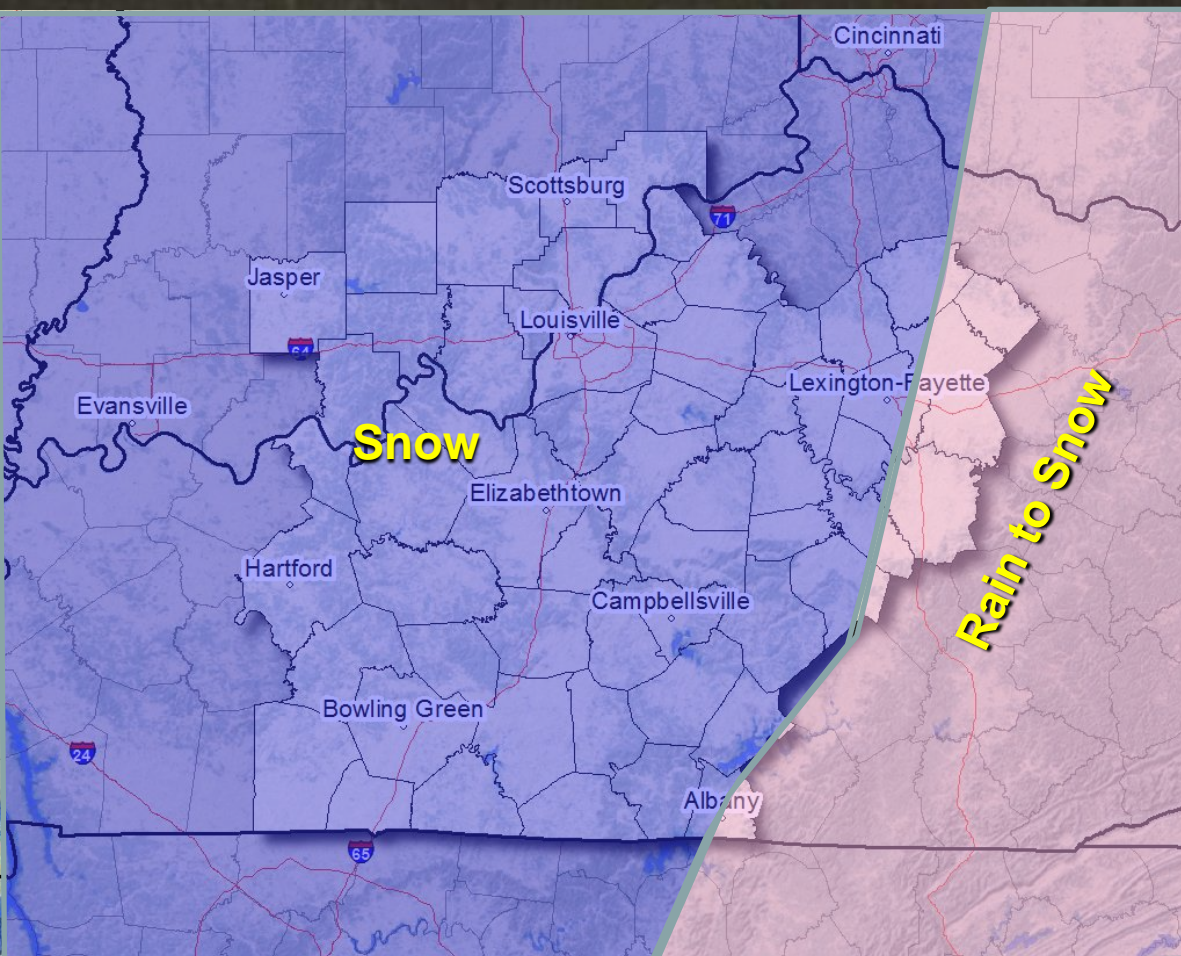 Cincinnati
Scottsburg
71
Jasper
Louisville
64
Lexington-Fayette
Evansville
Snow
Rain to Snow
Elizabethtown
Hartford
Campbellsville
Bowling Green
24
Albany
65